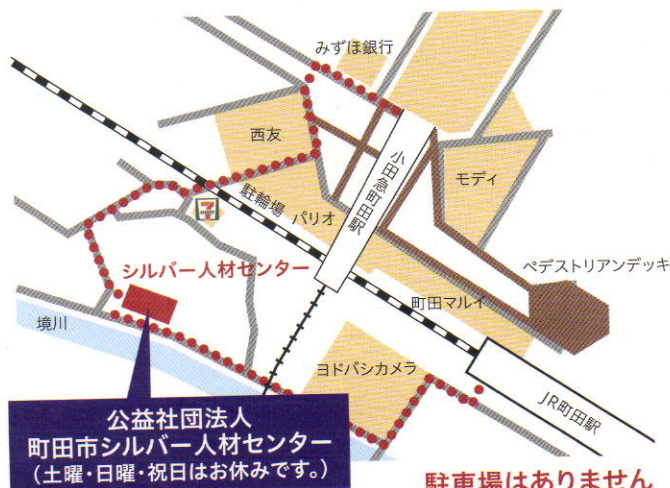 みずほ銀行
西友
小田急町田駅
モディ
駐輪場
パリオ
ペデストリアンデッキ
シルバー人材センター
町田マルイ
境川
ヨドバシカメラ
JR町田駅
公益社団法人
町田市シルバー人材センター
(土曜・日曜・祝日はお休みです。)
駐車場はありません